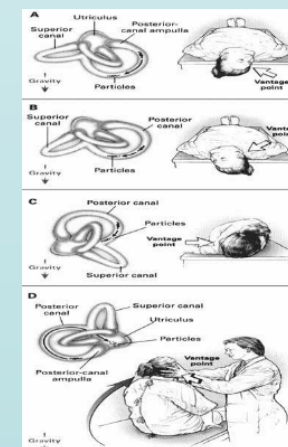 A
Utriculus
Superior
canal
Posterior-
canal ampulla
Gravity
Particles
Vantage
point
B
Superior
canal
Posterior
canal
Gravity
Particles
C
Posterior canal
Particles
Vantage
point
Gravity
Superior canal
D
Posterior
canal
Superior canal
Utriculus
Particles
Vantage
point
Posterior-canal
ampulla
Gravity